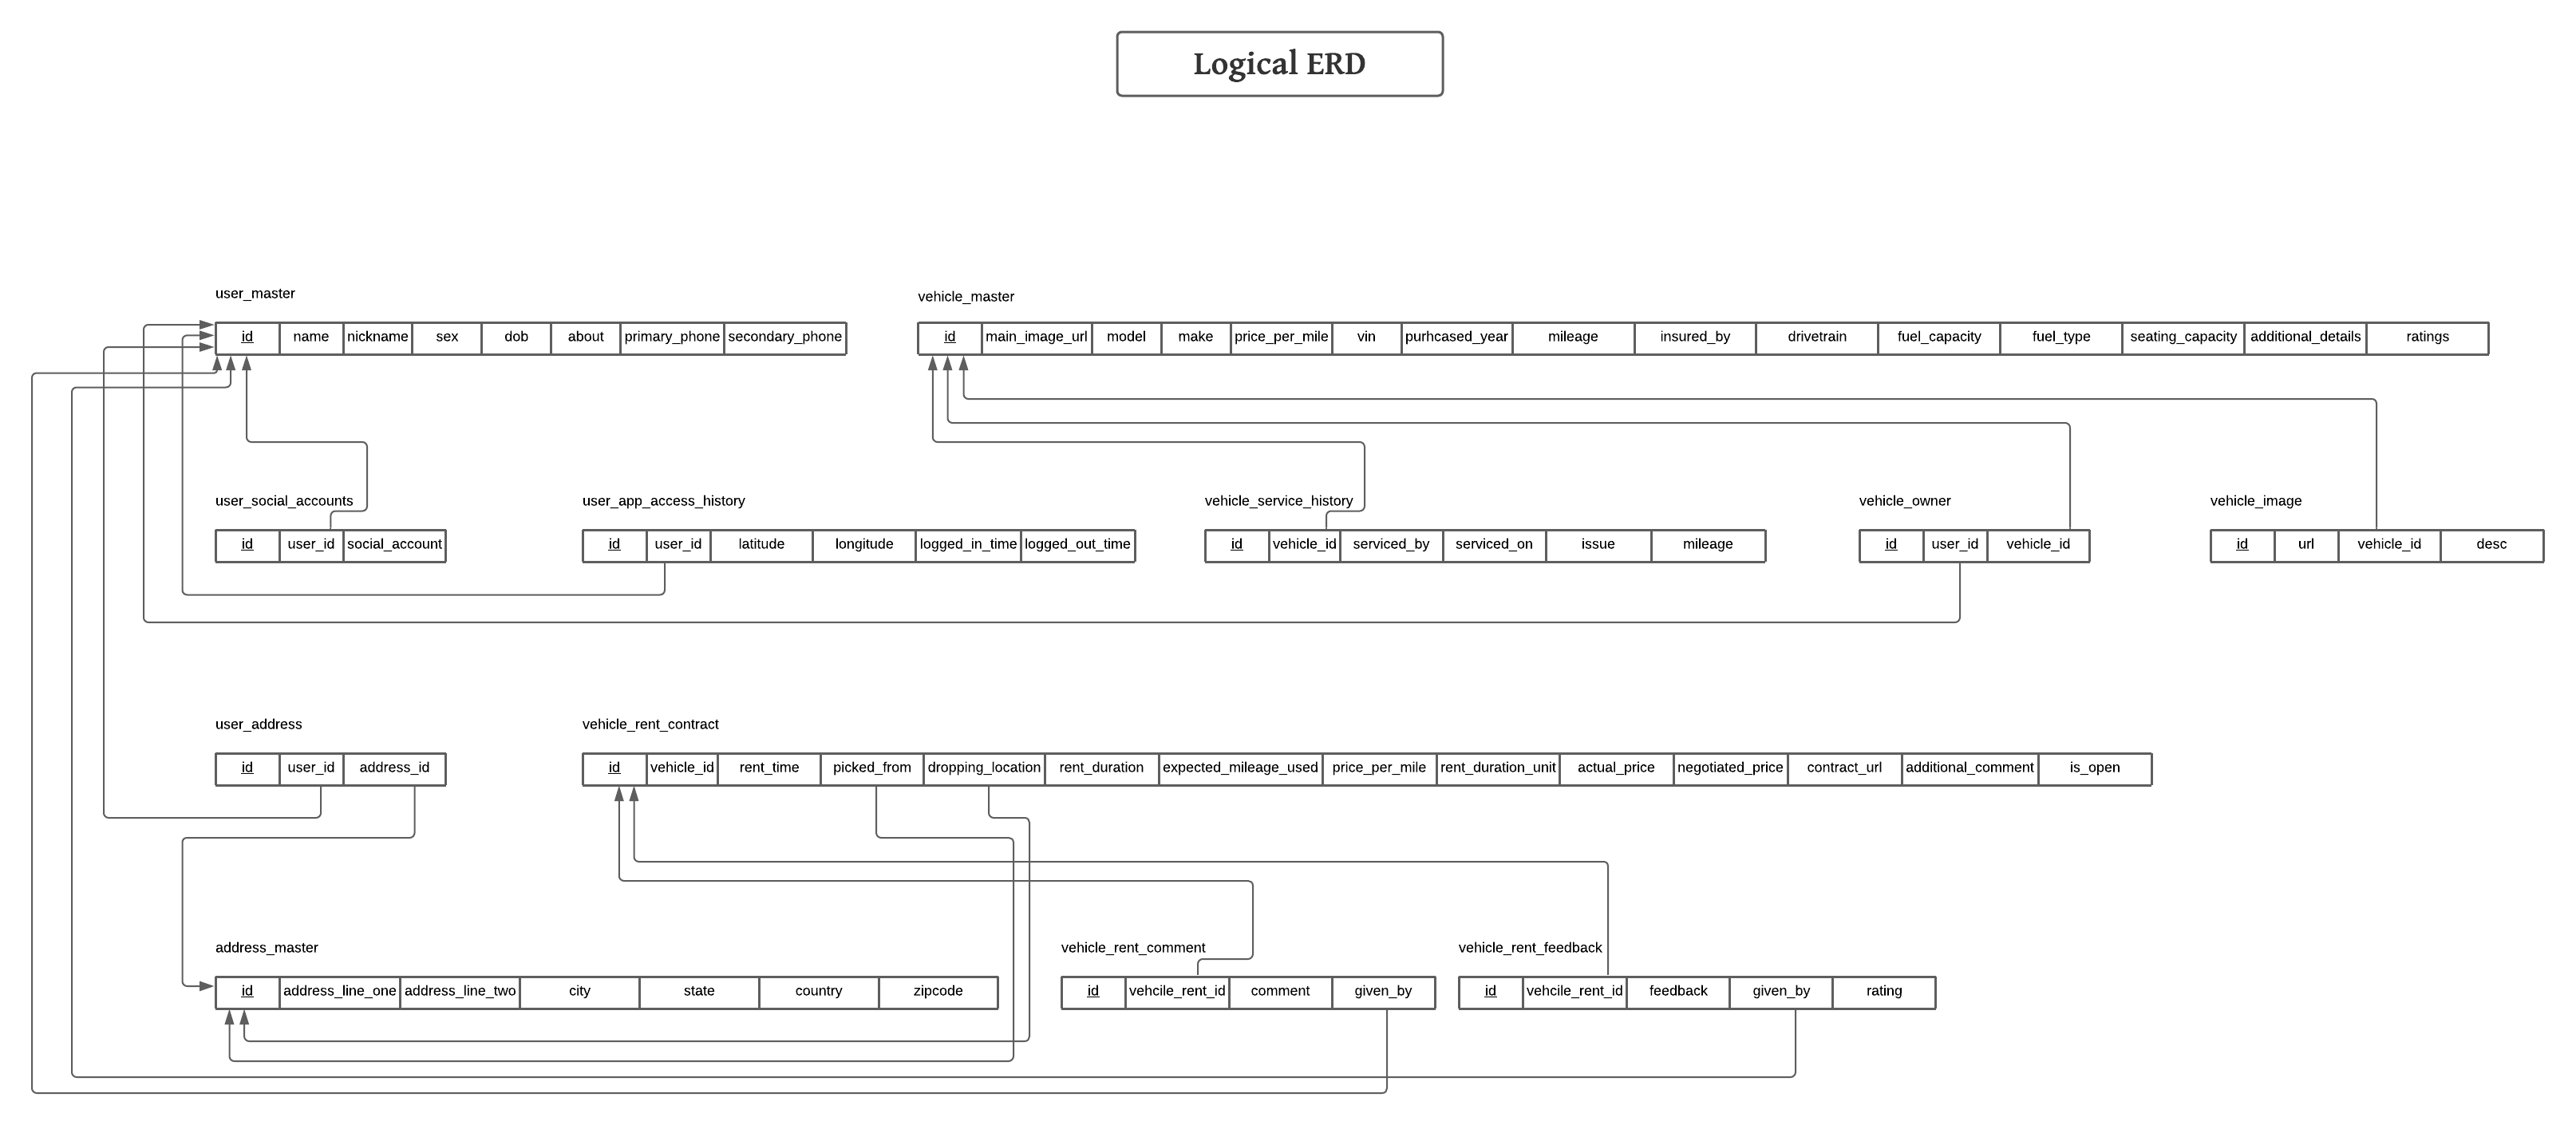 Logical ERD
user_master
id name nickname sex dob about primary_phone secondary_phone
vehicle_master
id main_image_url model make price_per_mile vin purhcased_year mileage insured_by drivetrain fuel_capacity fuel_type seating_capacity additional_details ratings
user_social_accounts
id user_id social_account
user_app_access_history
id user_id latitude longitude logged_in_time logged_out_time
vehicle_service_history
id vehicle_id serviced_by serviced_on issue mileage
vehicle_owner
id user_id vehicle_id
vehicle_image
id url vehicle_id desc
user_address
id user_id address_id
vehicle_rent_contract
id vehicle_id rent_time picked_from dropping_location rent_duration expected_mileage_used price_per_mile rent_duration_unit actual_price negotiated_price contract_url additional_comment is_open
address_master
id address_line_one address_line_two city state country zipcode
vehicle_rent_comment
id vehcile_rent_id comment given_by
vehicle_rent_feedback
id vehcile_rent_id feedback given_by rating